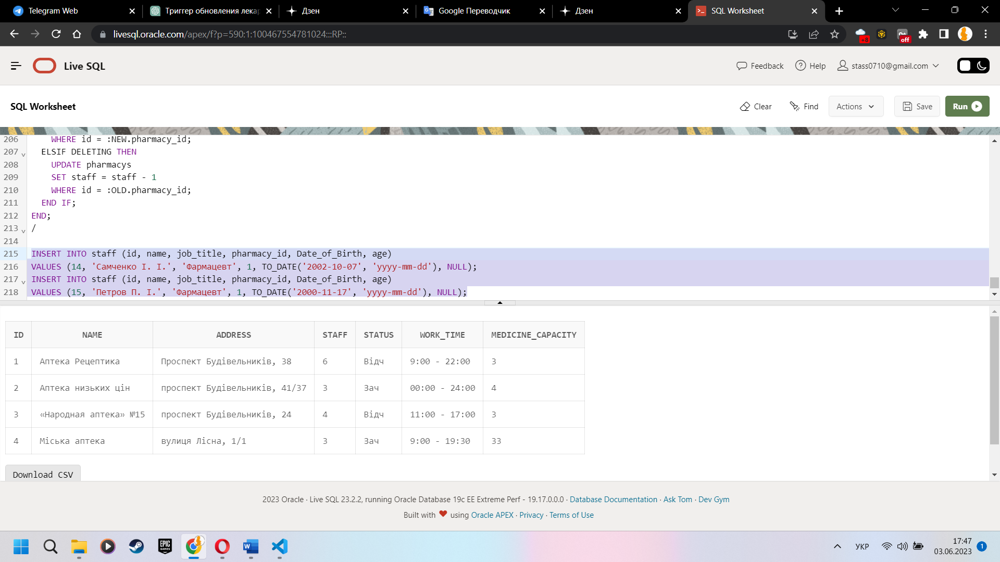 Telegram Web
Триггер обновления лекар
Дзен
Google Переводчик
Дзен
SQL Worksheet
livesql.oracle.com/apex/f?p=590:1:100467554781024:::RP::
+8
off
Live SQL
Feedback
Help
stass0710@gmail.com
SQL Worksheet
Clear
Find
Actions
Save
Run
206 WHERE id = :NEW.pharmacy_id;
207 ELSIF DELETING THEN
208 UPDATE pharmacys
209 SET staff = staff - 1
210 WHERE id = :OLD.pharmacy_id;
211 END IF;
212 END;
213 /
214
215 INSERT INTO staff (id, name, job_title, pharmacy_id, Date_of_Birth, age)
216 VALUES (14, 'Самченко І. І.', 'Фармацевт', 1, TO_DATE('2002-10-07', 'yyyy-mm-dd'), NULL);
217 INSERT INTO staff (id, name, job_title, pharmacy_id, Date_of_Birth, age)
218 VALUES (15, 'Петров П. І.', 'Фармацевт', 1, TO_DATE('2000-11-17', 'yyyy-mm-dd'), NULL);
ID NAME ADDRESS STAFF STATUS WORK_TIME MEDICINE_CAPACITY
1 Аптека Рецептика Проспект Будівельників, 38 6 Відч 9:00 - 22:00 3
2 Аптека низьких цін проспект Будівельників, 41/37 3 Зач 00:00 - 24:00 4
3 «Народная аптека» №15 проспект Будівельників, 24 4 Відч 11:00 - 17:00 3
4 Міська аптека вулиця Лісна, 1/1 3 Зач 9:00 - 19:30 33
Download CSV
2023 Oracle · Live SQL 23.2.2, running Oracle Database 19c EE Extreme Perf - 19.17.0.0.0 · Database Documentation · Ask Tom · Dev Gym
Built with ❤ using Oracle APEX · Privacy · Terms of Use
EPIC GAMES
W
УКР
17:47
03.06.2023
1